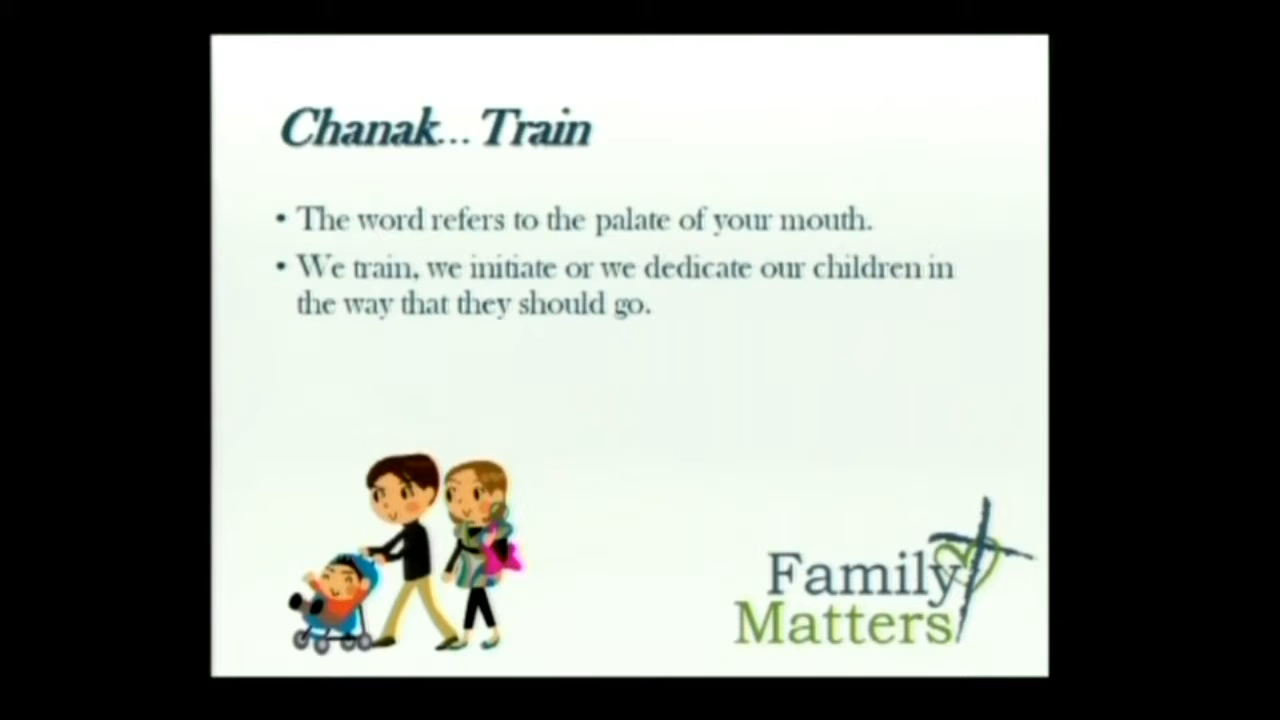 Chanak... Train
• The word refers to the palate of your mouth.
• We train, we initiate or we dedicate our children in
the way that they should go.
Family
Matters